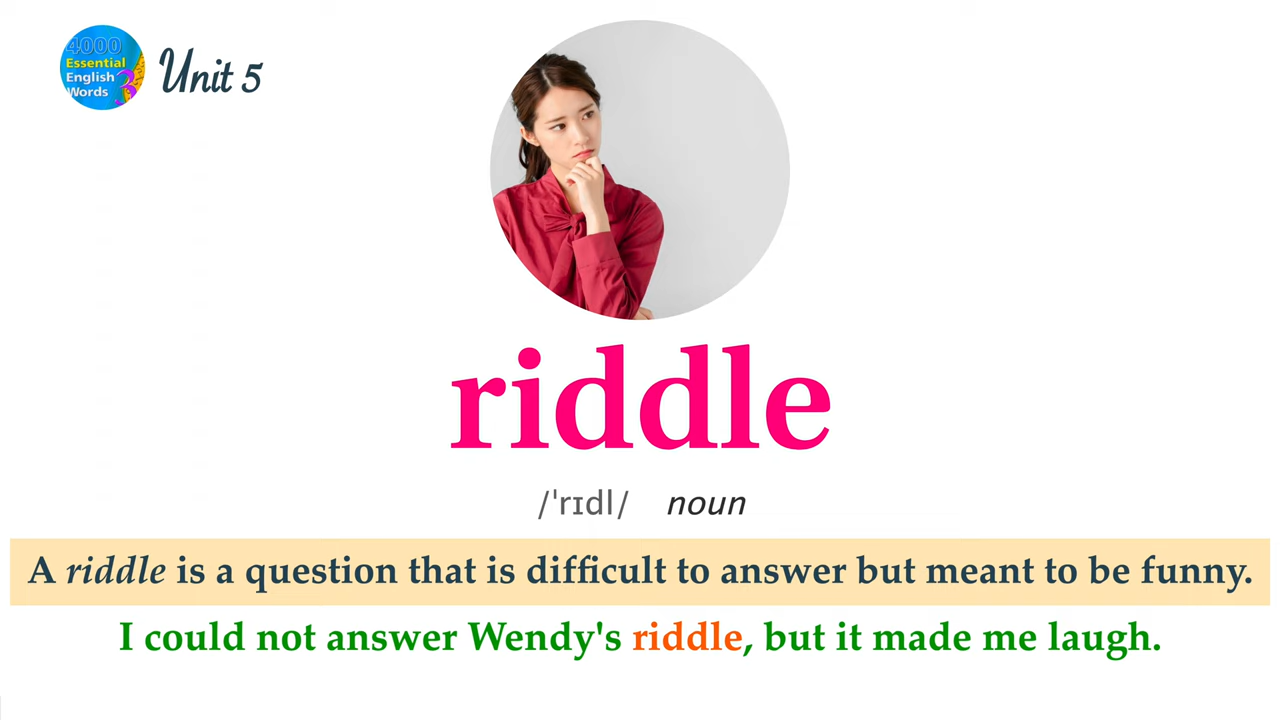 4000
Essential
English
Words 3
Unit 5
riddle
/ˈrɪdl/ noun
A riddle is a question that is difficult to answer but meant to be funny.
I could not answer Wendy's riddle, but it made me laugh.